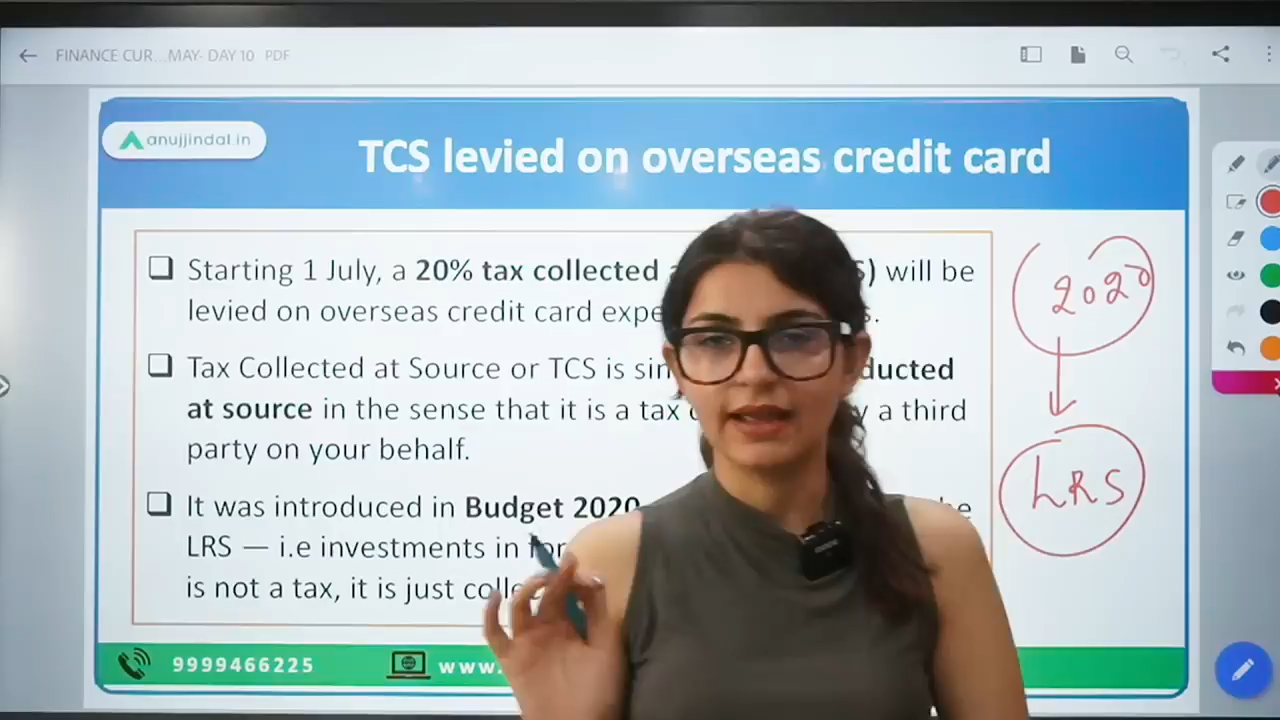 FINANCE CUR...MAY- DAY 10 PDF
anujjindal.in
TCS levied on overseas credit card
Starting 1 July, a 20% tax collected S) will be
levied on overseas credit card expe s.
Tax Collected at Source or TCS is sim ducted
at source in the sense that it is a tax y a third
party on your behalf.
It was introduced in Budget 2020 e
LRS — i.e investments in for
is not a tax, it is just colle
9999466225 www.
2020
LRS